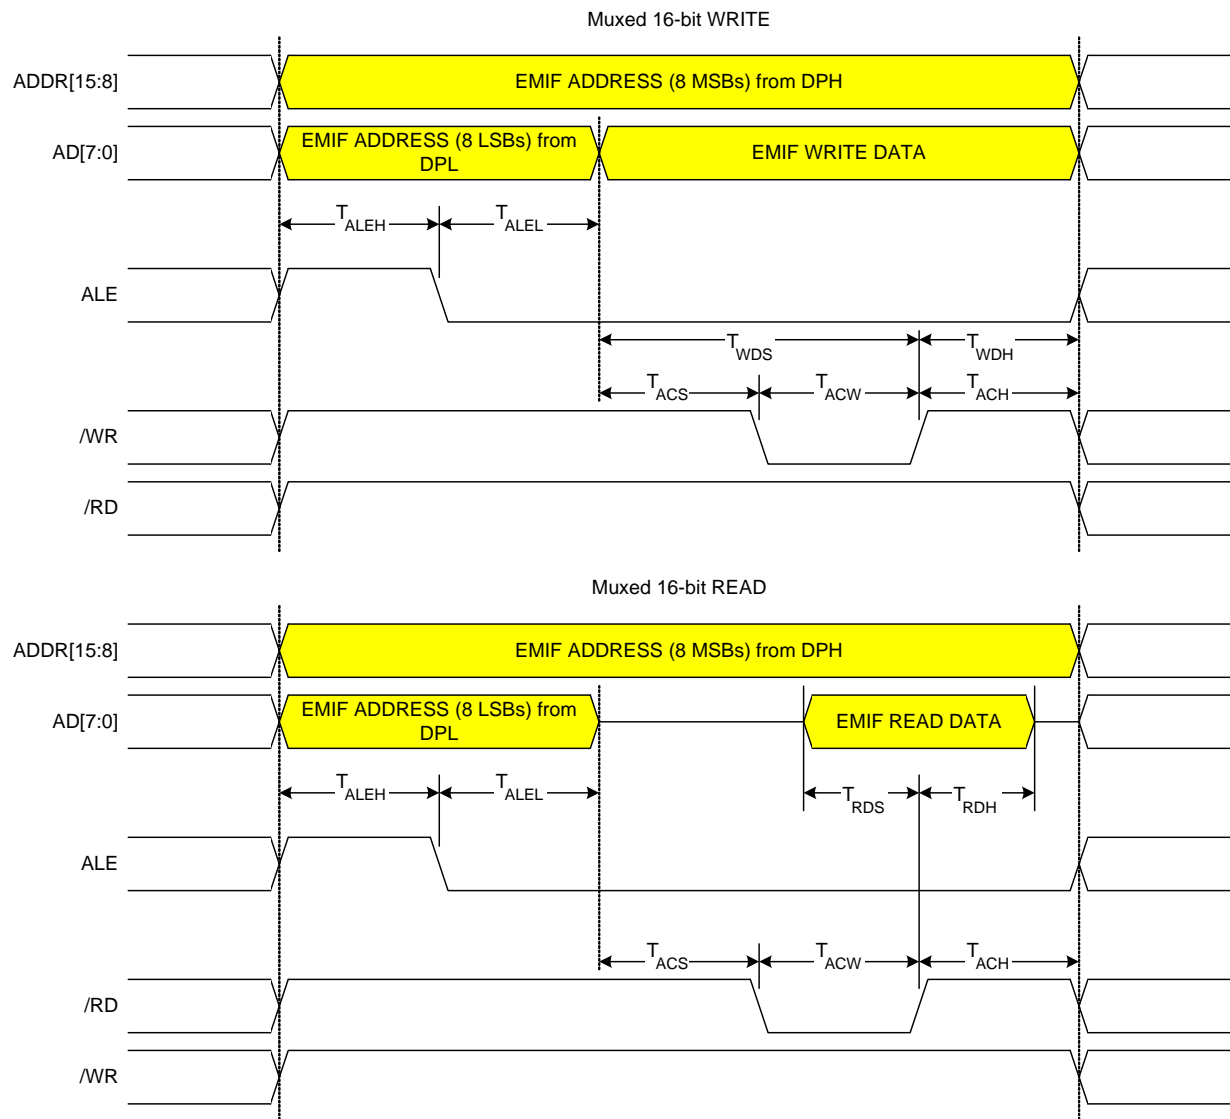 Muxed 16-bit WRITE
ADDR[15:8]
EMIF ADDRESS (8 MSBs) from DPH
AD[7:0]
EMIF ADDRESS (8 LSBs) from
DPL
EMIF WRITE DATA
TALEH
TALEL
ALE
TWDS
TWDH
TACS
TACW
TACH
/WR
/RD
Muxed 16-bit READ
ADDR[15:8]
EMIF ADDRESS (8 MSBs) from DPH
AD[7:0]
EMIF ADDRESS (8 LSBs) from
DPL
EMIF READ DATA
TALEH
TALEL
TRDS
TRDH
ALE
TACS
TACW
TACH
/RD
/WR